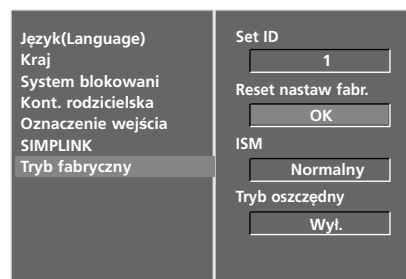 Język(Language)
Kraj
System blokowani
Kont. rodzicielska
Oznaczenie wejścia
SIMPLINK
Tryb fabryczny
Set ID
1
Reset nastaw fabr.
OK
ISM
Normalny
Tryb oszczędny
Wył.